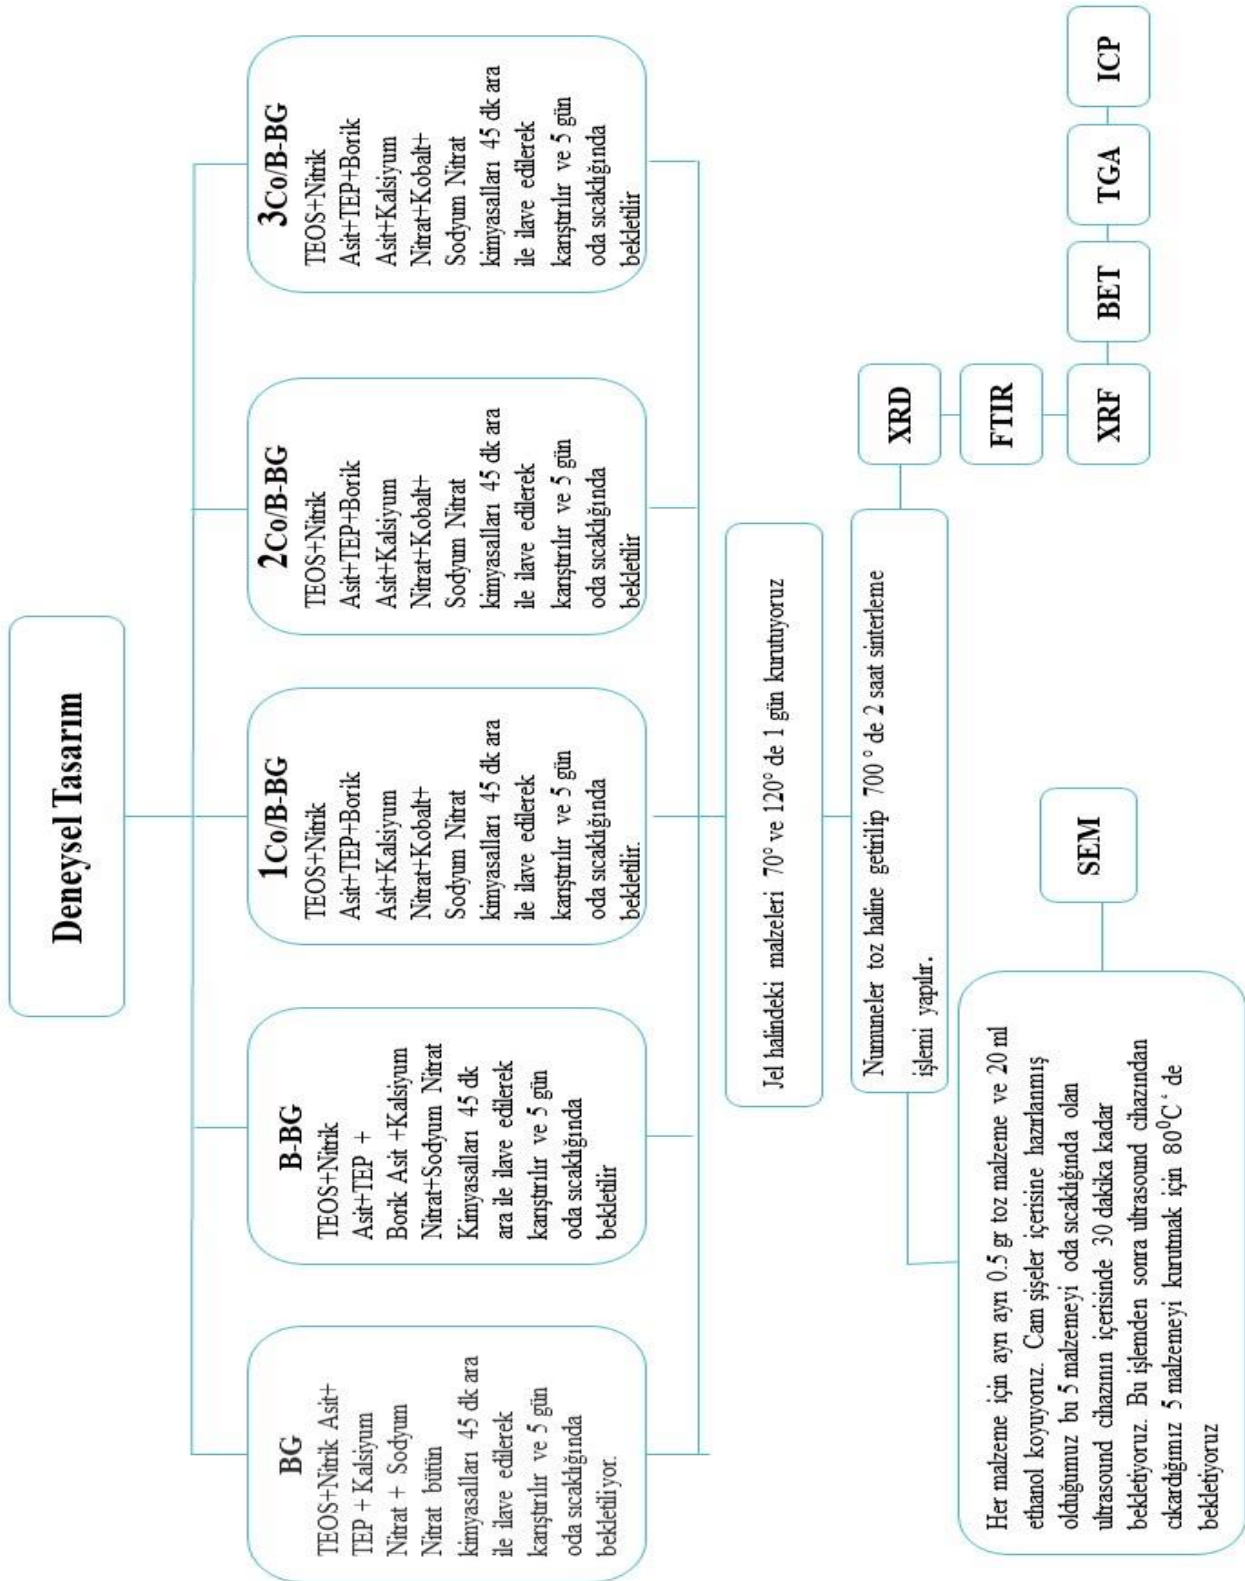 Deneysel Tasarım
BG
TEOS+Nitrik Asit+
TEP + Kalsiyum
Nitrat + Sodyum
Nitrat bütün
kimyasalları 45 dk ara
ile ilave edilerek
karıştırılır ve 5 gün
oda sıcaklığında
bekletiliyor.
B-BG
TEOS+Nitrik
Asit+TEP +
Borik Asit +Kalsiyum
Nitrat+Sodyum Nitrat
Kimyasalları 45 dk
ara ile ilave edilerek
karıştırılır ve 5 gün
oda sıcaklığında
bekletilir
1Co/B-BG
TEOS+Nitrik
Asit+TEP+Borik
Asit+Kalsiyum
Nitrat+Kobalt+
Sodyum Nitrat
kimyasalları 45 dk ara
ile ilave edilerek
karıştırılır ve 5 gün
oda sıcaklığında
bekletilir.
2Co/B-BG
TEOS+Nitrik
Asit+TEP+Borik
Asit+Kalsiyum
Nitrat+Kobalt+
Sodyum Nitrat
kimyasalları 45 dk ara
ile ilave edilerek
karıştırılır ve 5 gün
oda sıcaklığında
bekletilir
3Co/B-BG
TEOS+Nitrik
Asit+TEP+Borik
Asit+Kalsiyum
Nitrat+Kobalt+
Sodyum Nitrat
kimyasalları 45 dk ara
ile ilave edilerek
karıştırılır ve 5 gün
oda sıcaklığında
bekletilir
Jel halindeki malzeleri 70⁰ ve 120⁰ de 1 gün kurutuyoruz
Numuneler toz haline getirilip 700 ⁰ de 2 saat sinterleme
işlemi yapılır.
XRD
FTIR
XRF
BET
TGA
ICP
Her malzeme için ayrı ayrı 0.5 gr toz malzeme ve 20 ml
ethanol koyuyoruz. Cam şişeler içerisine hazırlanmış
olduğumuz bu 5 malzemeyi oda sıcaklığında olan
ultrasound cihazının içerisinde 30 dakika kadar
bekletiyoruz. Bu işlemden sonra ultrasound cihazından
çıkardığımız 5 malzemeyi kurutmak için 80⁰C ‘ de
bekletiyoruz
SEM